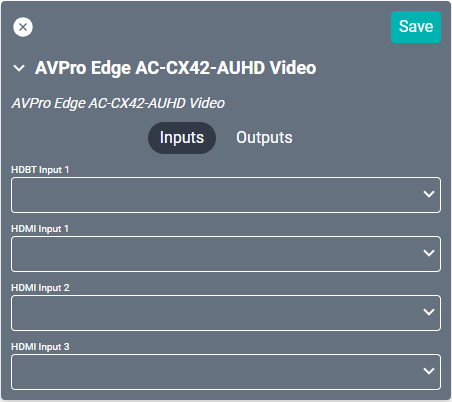 Save
AVPro Edge AC-CX42-AUHD Video
AVPro Edge AC-CX42-AUHD Video
Inputs Outputs
HDBT Input 1
HDMI Input 1
HDMI Input 2
HDMI Input 3